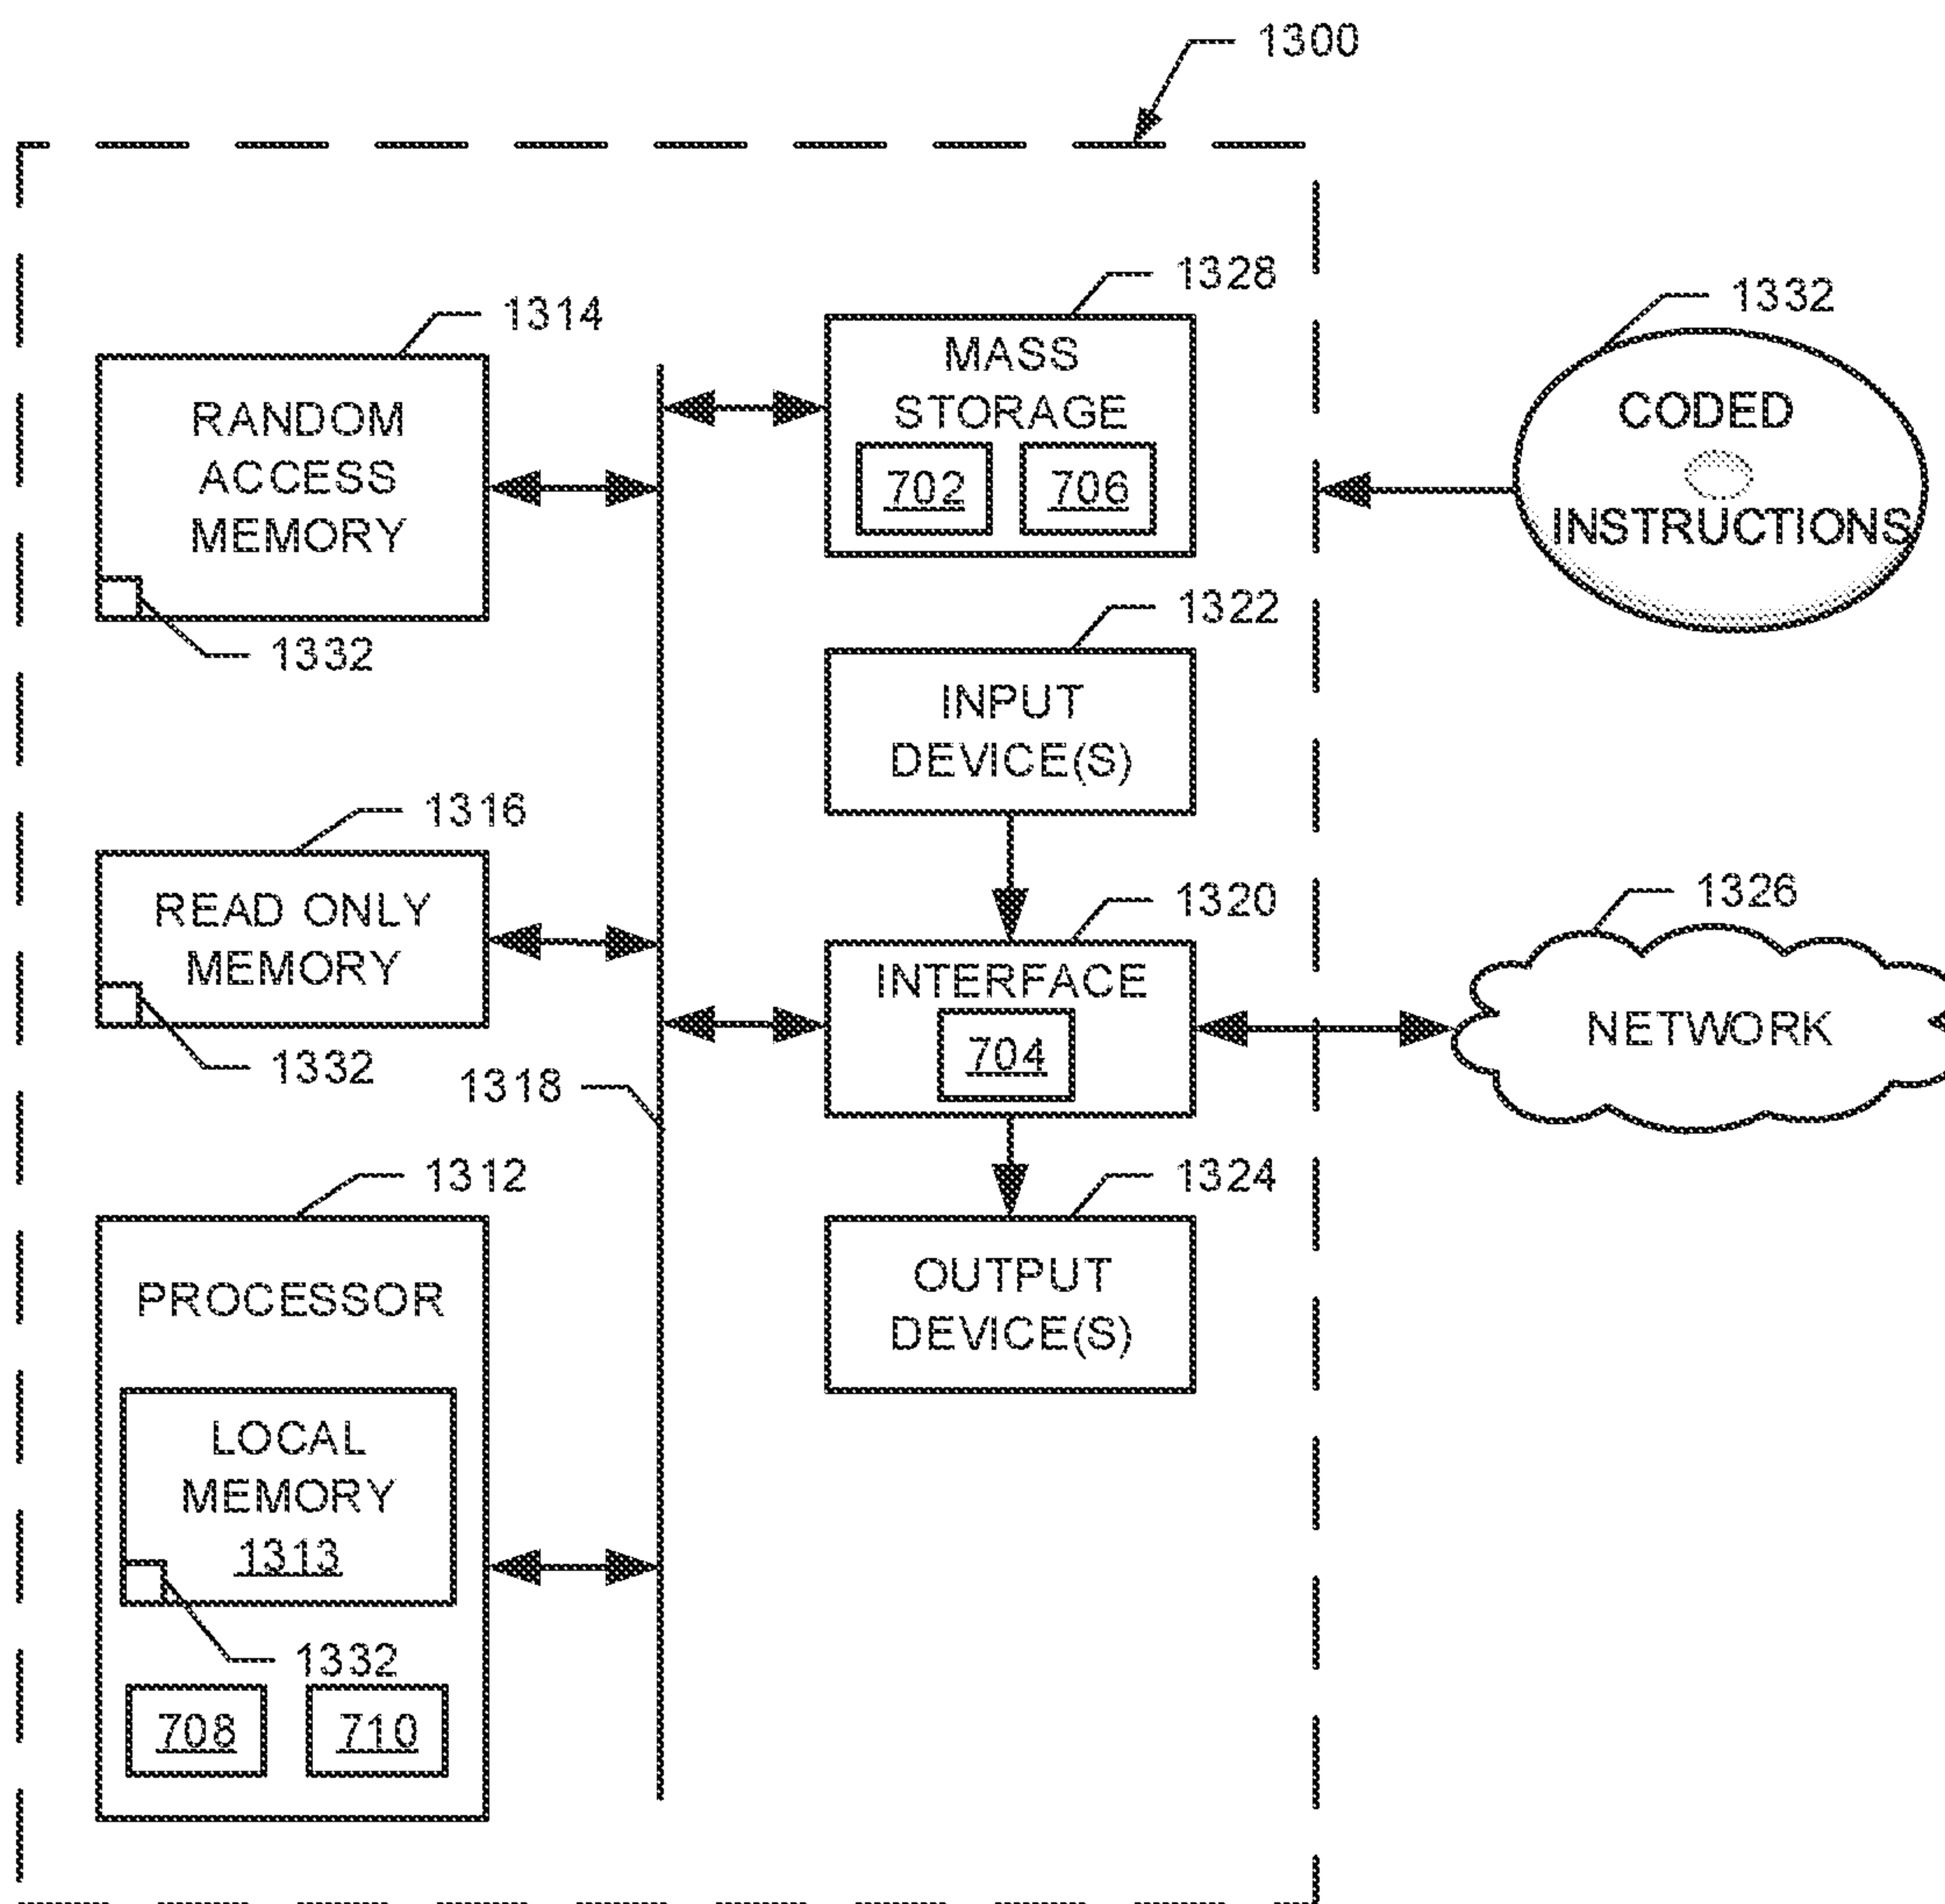 1300
1314
RANDOM
ACCESS
MEMORY
1332
1328
MASS
STORAGE
702 706
1332
CODED
INSTRUCTIONS
1322
INPUT
DEVICE(S)
1316
READ ONLY
MEMORY
1332
1318
1320
INTERFACE
704
1326
NETWORK
1312
PROCESSOR
LOCAL
MEMORY
1313
1332
708 710
1324
OUTPUT
DEVICE(S)